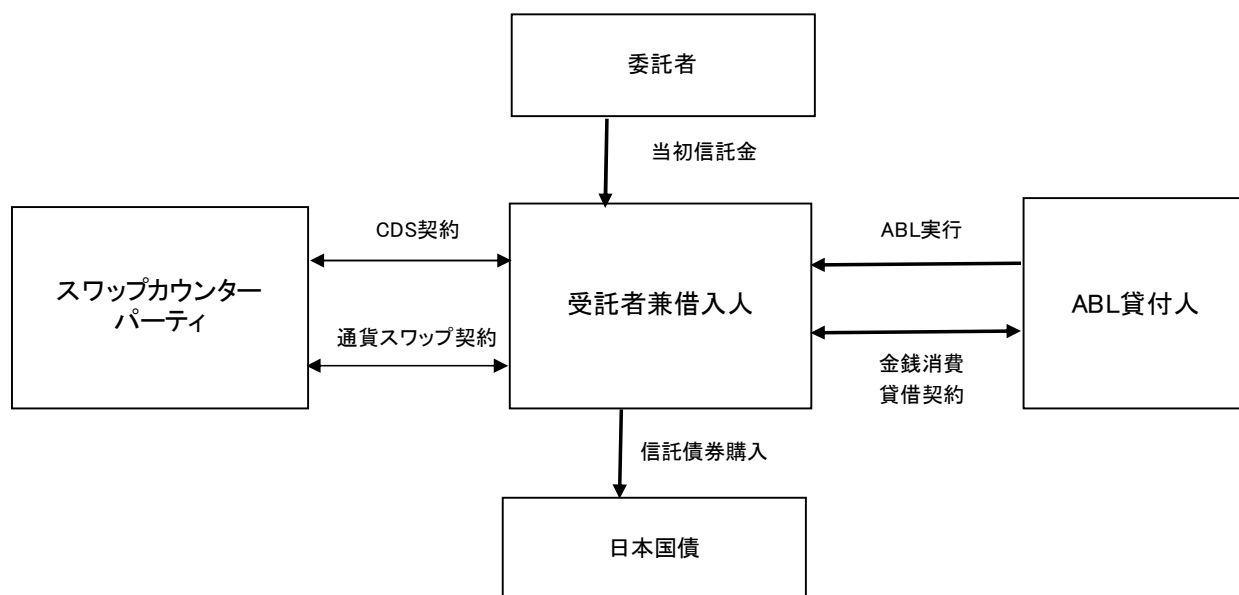 委託者
当初信託金
CDS契約
ABL実行
スワップカウンター
パーティ
受託者兼借入人
ABL貸付人
通貨スワップ契約
金銭消費
貸借契約
信託債券購入
日本国債